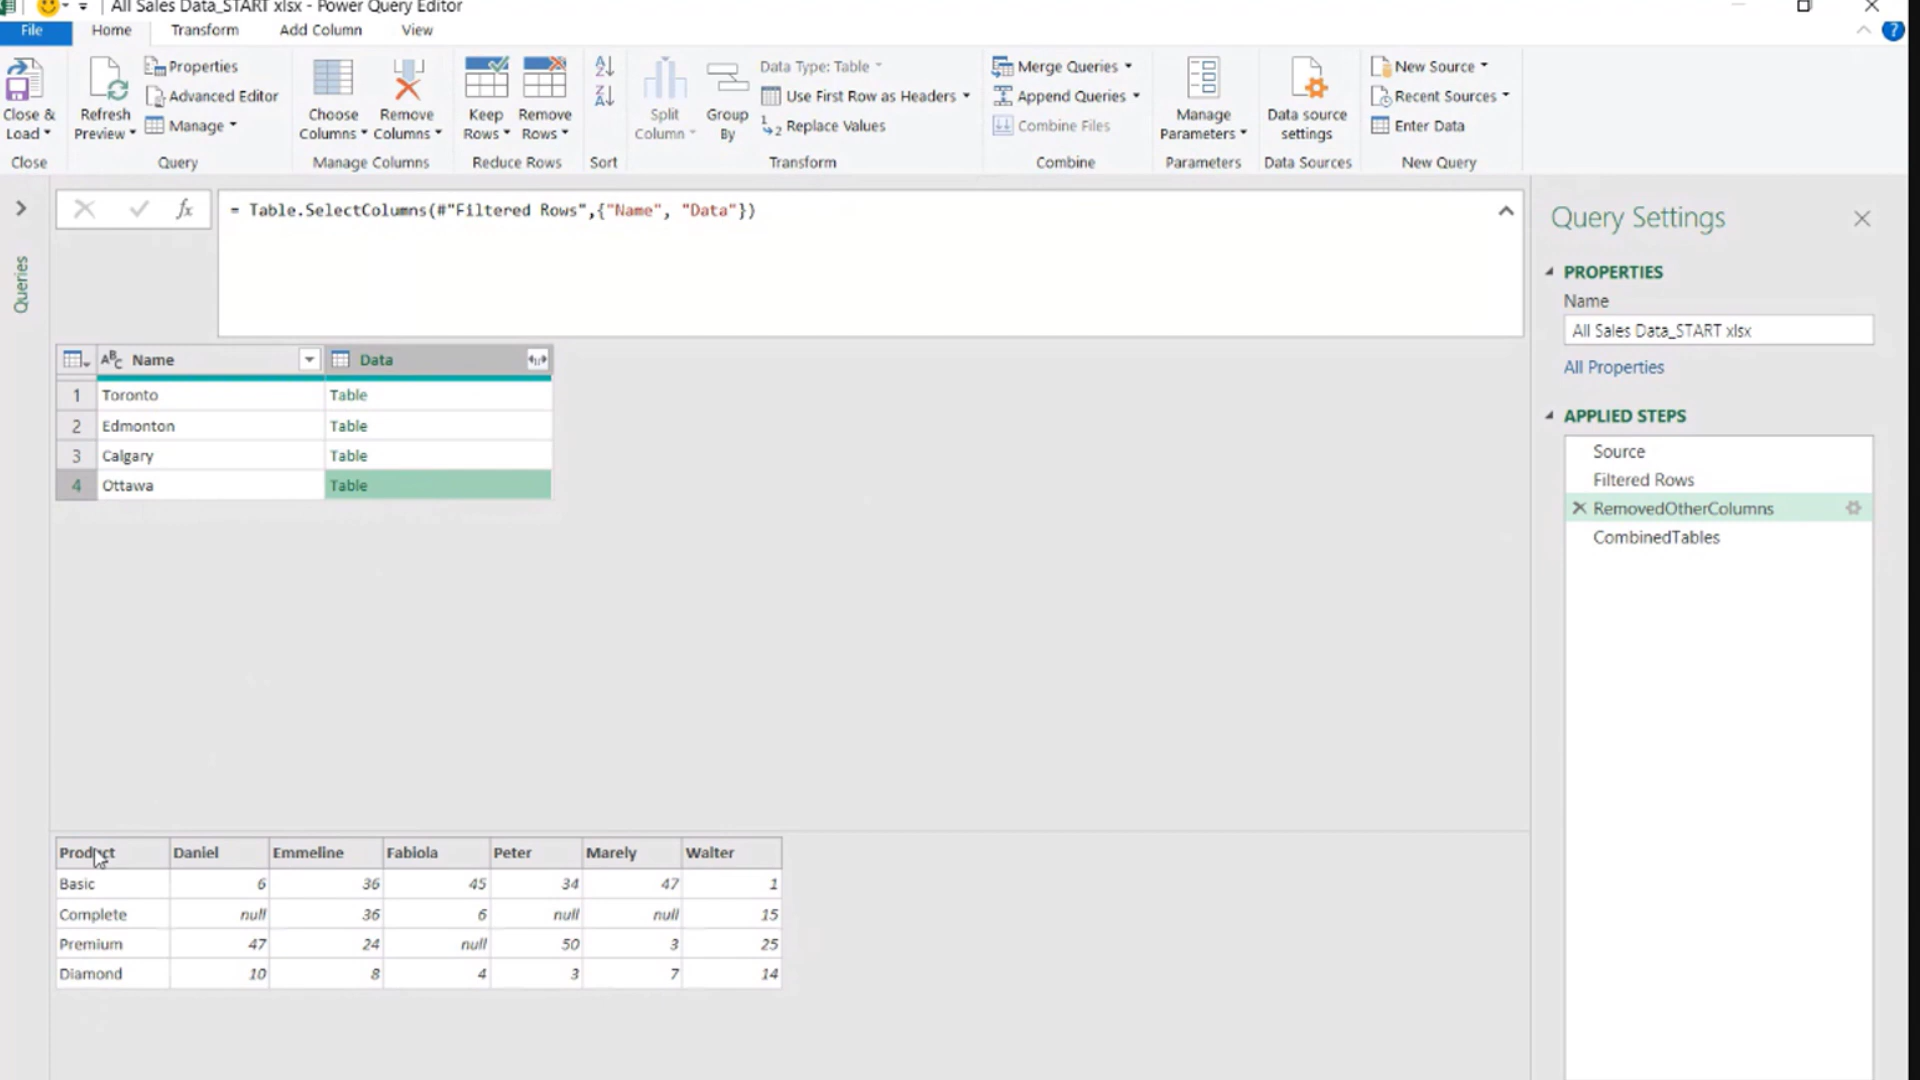 All Sales Data_START xlsx - Power Query Editor
File Home Transform Add Column View
Close & Load
Refresh Preview
Properties
Advanced Editor
Manage
Choose Columns
Remove Columns
Keep Rows
Remove Rows
Split Column
Group By
Data Type: Table
Use First Row as Headers
1 2 Replace Values
Merge Queries
Append Queries
Combine Files
Manage Parameters
Data source settings
New Source
Recent Sources
Enter Data
Close Query Manage Columns Reduce Rows Sort Transform Combine Parameters Data Sources New Query
Queries
fx = Table.SelectColumns(#"Filtered Rows",{"Name", "Data"})
ABC Name Data
1 Toronto Table
2 Edmonton Table
3 Calgary Table
4 Ottawa Table
Product Daniel Emmeline Fabiola Peter Marely Walter
Basic 6 36 45 34 47 1
Complete null 36 6 null null 15
Premium 47 24 null 50 3 25
Diamond 10 8 4 3 7 14
Query Settings
PROPERTIES
Name
All Sales Data_START xlsx
All Properties
APPLIED STEPS
Source
Filtered Rows
RemovedOtherColumns
CombinedTables